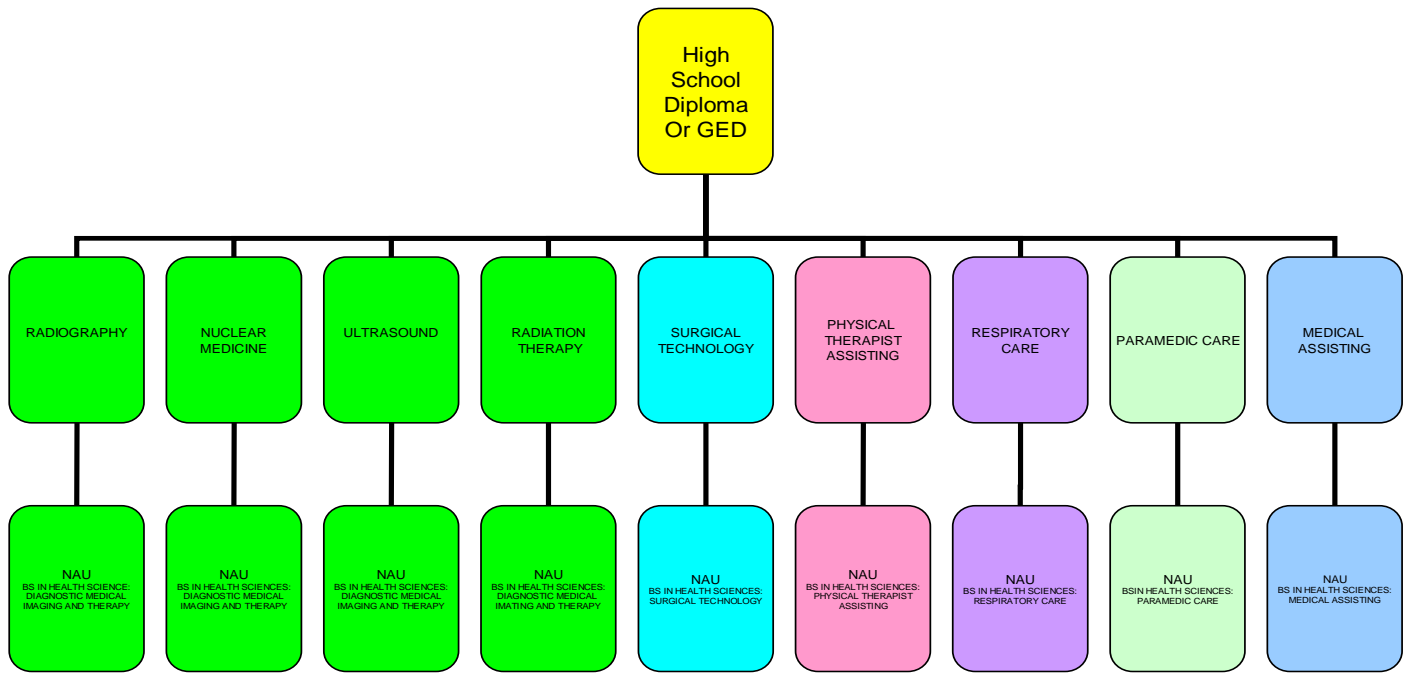 High
School
Diploma
Or GED
RADIOGRAPHY
NUCLEAR
MEDICINE
ULTRASOUND
RADIATION
THERAPY
SURGICAL
TECHNOLOGY
PHYSICAL
THERAPIST
ASSISTING
RESPIRATORY
CARE
PARAMEDIC CARE
MEDICAL
ASSISTING
NAU
BS IN HEALTH SCIENCES:
DIAGNOSTIC MEDICAL
IMAGING AND THERAPY
NAU
BS IN HEALTH SCIENCES:
DIAGNOSTIC MEDICAL
IMAGING AND THERAPY
NAU
BS IN HEALTH SCIENCES:
DIAGNOSTIC MEDICAL
IMAGING AND THERAPY
NAU
BS IN HEALTH SCIENCES:
DIAGNOSTIC MEDICAL
IMATING AND THERAPY
NAU
BS IN HEALTH SCIENCES:
SURGICAL TECHNOLOGY
NAU
BS IN HEALTH SCIENCES:
PHYSICAL THERAPIST
ASSISTING
NAU
BS IN HEALTH SCIENCES:
RESPIRATORY CARE
NAU
BSIN HEALTH SCIENCES:
PARAMEDIC CARE
NAU
BS IN HEALTH SCIENCES:
MEDICAL ASSISTING